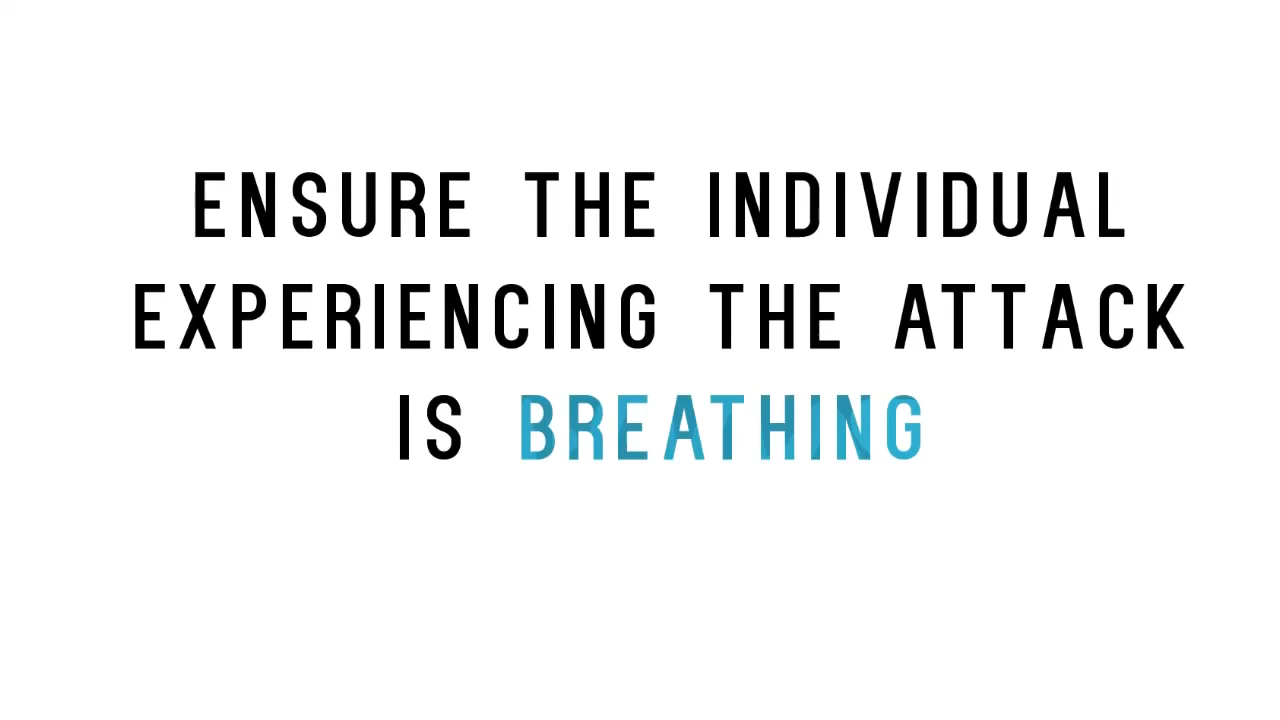 ENSURE THE INDIVIDUAL
EXPERIENCING THE ATTACK
IS BREATHING